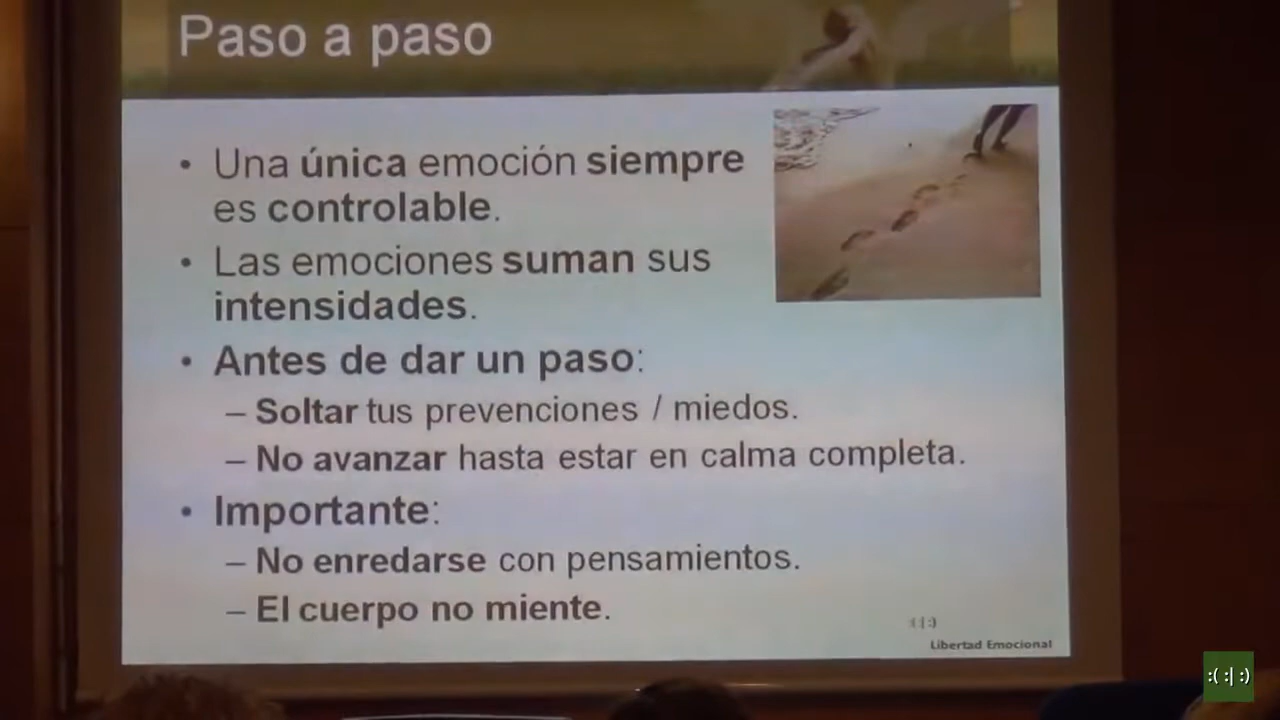 Paso a paso
• Una única emoción siempre
es controlable.
• Las emociones suman sus
intensidades.
• Antes de dar un paso:
– Soltar tus prevenciones / miedos.
– No avanzar hasta estar en calma completa.
• Importante:
– No enredarse con pensamientos.
– El cuerpo no miente.
:(:|:)
Libertad Emocional
:( :| :)